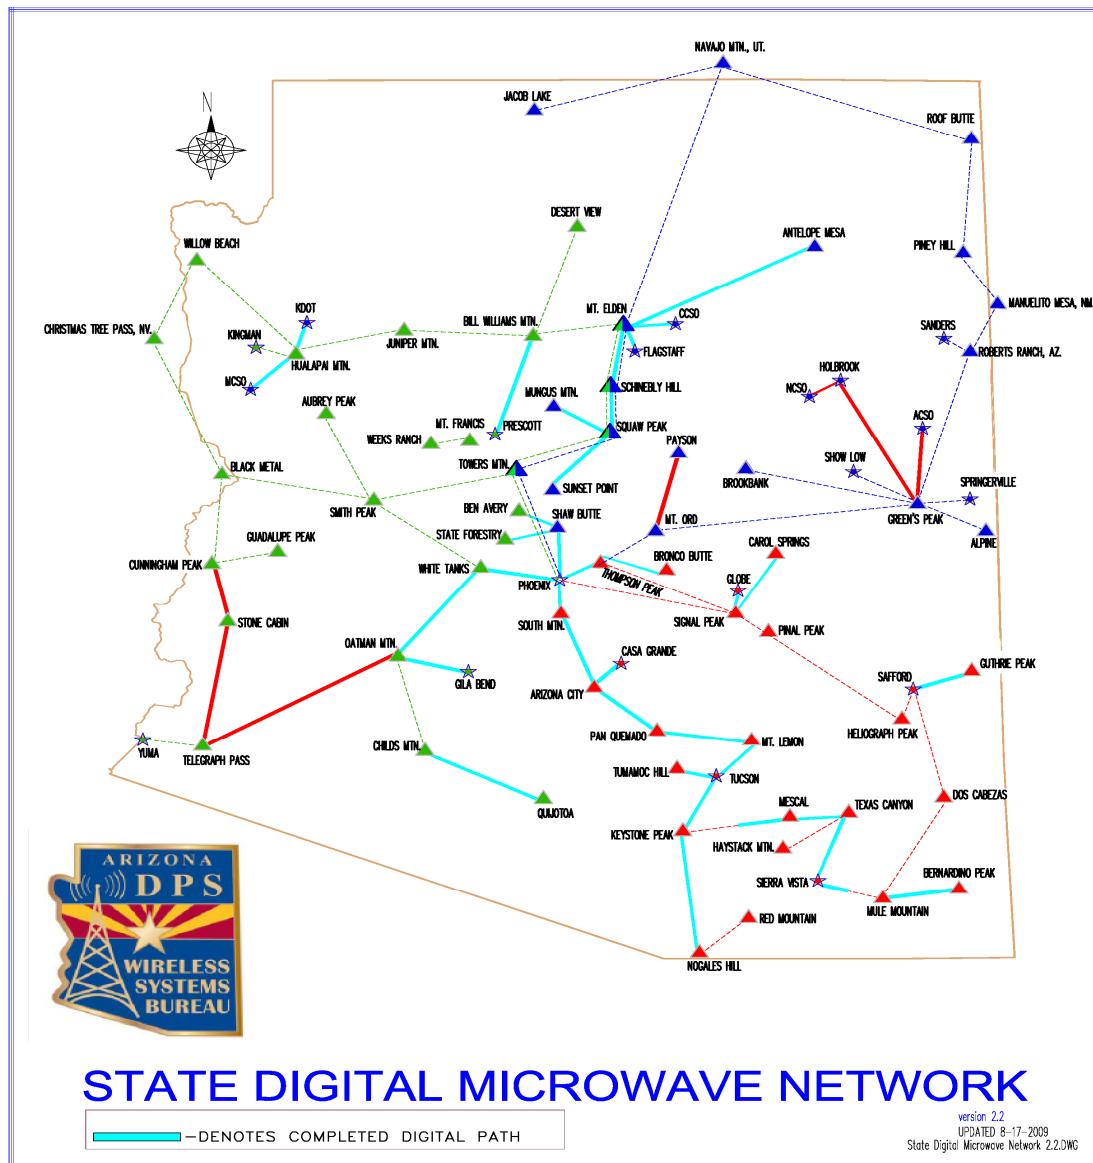 NAVAJO MTN., UT.
JACOB LAKE
N
ROOF BUTTE
DESERT VIEW
ANTELOPE MESA
WILLOW BEACH
PINEY HILL
KDOT
MT. ELDEN
CCSO
MANUELITO MESA, NM.
CHRISTMAS TREE PASS, NV.
KINGMAN
BILL WILLIAMS MTN.
JUNIPER MTN.
SANDERS
HUALAPAI MTN.
FLAGSTAFF
ROBERTS RANCH, AZ.
HOLBROOK
MCSO
SCHINEBLY HILL
NCSO
MUNGUS MTN.
AUBREY PEAK
ACSO
MT. FRANCIS
PRESCOTT
SQUAW PEAK
PAYSON
WEEKS RANCH
BLACK METAL
TOWERS MTN.
SHOW LOW
BROOKBANK
SPRINGERVILLE
SUNSET POINT
SMITH PEAK
BEN AVERY
SHAW BUTTE
MT. ORD
GREEN'S PEAK
ALPINE
GUADALUPE PEAK
STATE FORESTRY
BRONCO BUTTE
CAROL SPRINGS
CUNNINGHAM PEAK
WHITE TANKS
PHOENIX
THOMPSON PEAK
GLOBE
STONE CABIN
SOUTH MTN.
SIGNAL PEAK
PINAL PEAK
OATMAN MTN.
CASA GRANDE
GUTHRIE PEAK
GILA BEND
SAFFORD
ARIZONA CITY
YUMA
TELEGRAPH PASS
CHILDS MTN.
PAN QUEMADO
MT. LEMON
HELIOGRAPH PEAK
TUMAMOC HILL
TUCSON
QUIJOTOA
MESCAL
TEXAS CANYON
DOS CABEZAS
KEYSTONE PEAK
HAYSTACK MTN.
SIERRA VISTA
BERNARDINO PEAK
MULE MOUNTAIN
RED MOUNTAIN
NOGALES HILL
ARIZONA
DPS
WIRELESS
SYSTEMS
BUREAU
STATE DIGITAL MICROWAVE NETWORK
-DENOTES COMPLETED DIGITAL PATH
version 2.2
UPDATED 8-17-2009
State Digital Microwave Network 2.2.DWG